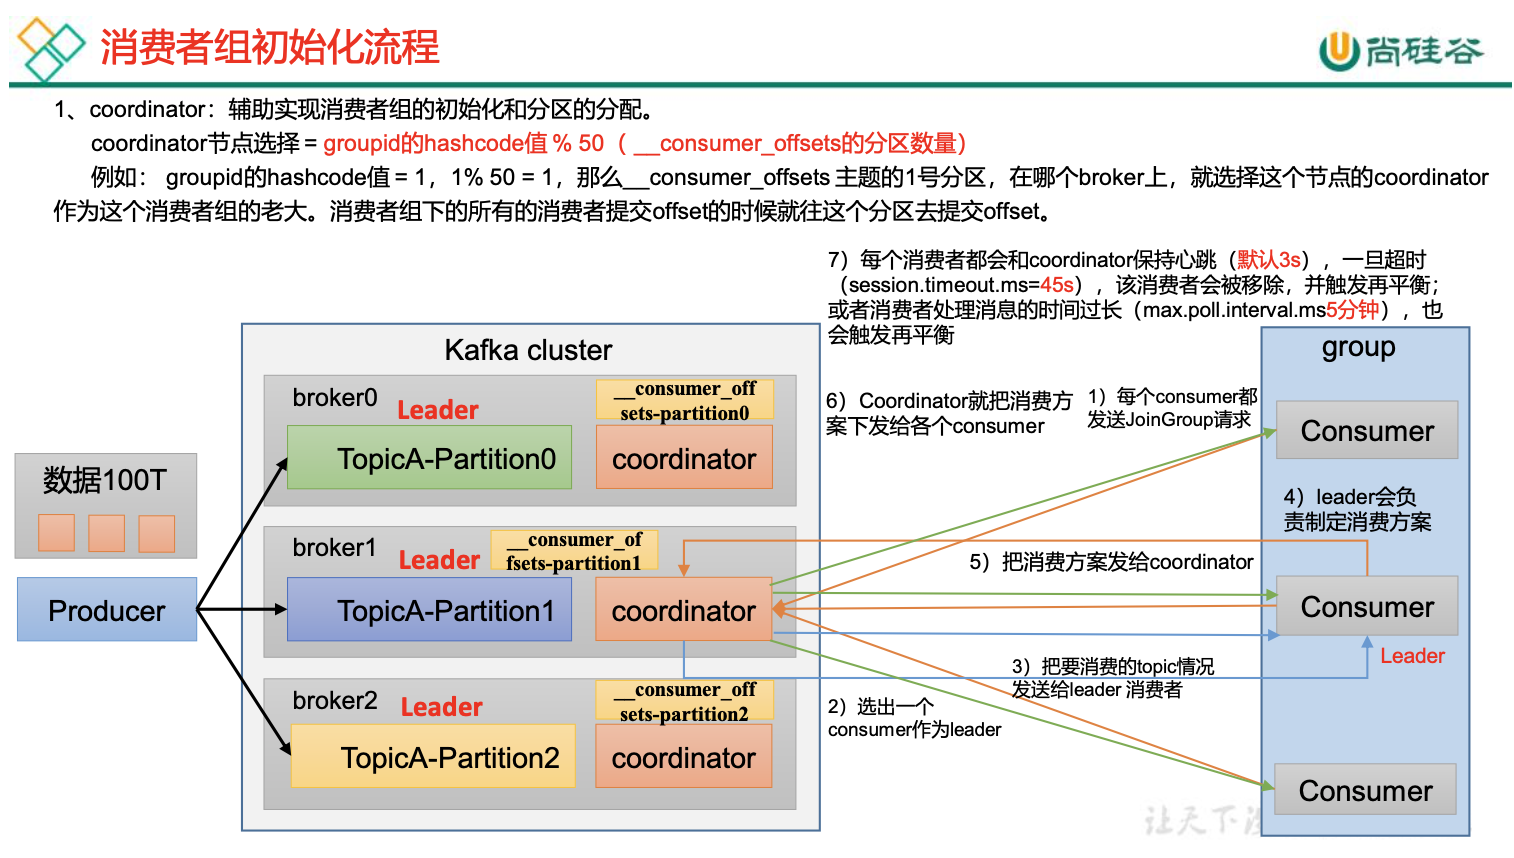 消费者组初始化流程
尚硅谷
1、coordinator：辅助实现消费者组的初始化和分区的分配。
coordinator节点选择 = groupid的hashcode值 % 50（ __consumer_offsets的分区数量）
例如： groupid的hashcode值 = 1，1% 50 = 1，那么__consumer_offsets 主题的1号分区，在哪个broker上，就选择这个节点的coordinator
作为这个消费者组的老大。消费者组下的所有的消费者提交offset的时候就往这个分区去提交offset。
7）每个消费者都会和coordinator保持心跳（默认3s），一旦超时
（session.timeout.ms=45s），该消费者会被移除，并触发再平衡；
或者消费者处理消息的时间过长（max.poll.interval.ms5分钟），也
会触发再平衡
Kafka cluster
broker0
Leader
__consumer_off
sets-partition0
TopicA-Partition0
coordinator
数据100T
Producer
broker1
Leader
__consumer_of
fsets-partition1
TopicA-Partition1
coordinator
broker2
Leader
__consumer_off
sets-partition2
TopicA-Partition2
coordinator
6）Coordinator就把消费方
案下发给各个consumer
1）每个consumer都
发送JoinGroup请求
5）把消费方案发给coordinator
3）把要消费的topic情况
发送给leader 消费者
2）选出一个
consumer作为leader
group
Consumer
4）leader会负
责制定消费方案
Consumer
Leader
Consumer
让天下